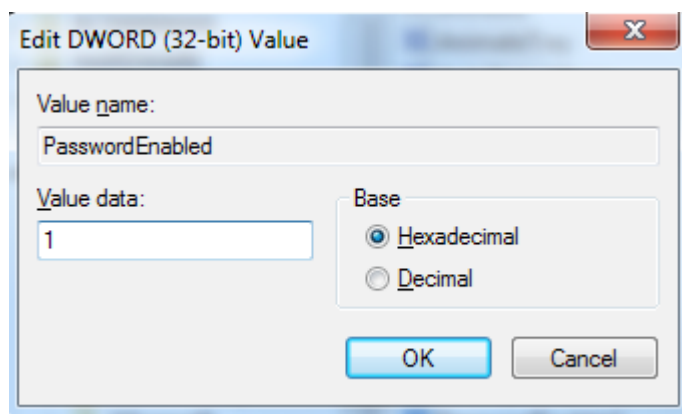 Edit DWORD (32-bit) Value
Value name:
PasswordEnabled
Value data:
1
Base
Hexadecimal
Decimal
OK
Cancel